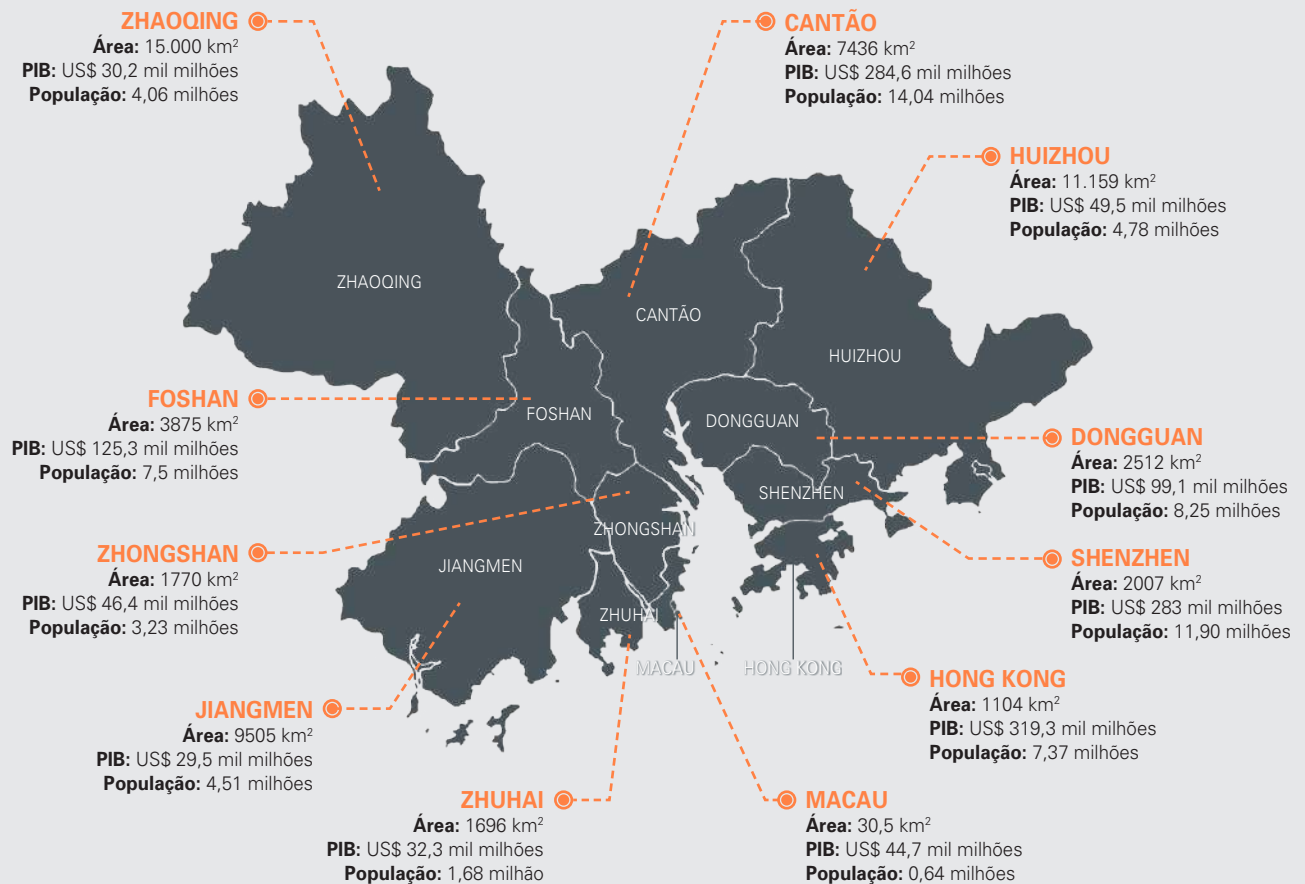 ZHAOQING
Área: 15.000 km²
PIB: US$ 30,2 mil milhões
População: 4,06 milhões
CANTÃO
Área: 7436 km²
PIB: US$ 284,6 mil milhões
População: 14,04 milhões
HUIZHOU
Área: 11.159 km²
PIB: US$ 49,5 mil milhões
População: 4,78 milhões
ZHAOQING
CANTÃO
HUIZHOU
FOSHAN
Área: 3875 km²
PIB: US$ 125,3 mil milhões
População: 7,5 milhões
FOSHAN
DONGGUAN
DONGGUAN
Área: 2512 km²
PIB: US$ 99,1 mil milhões
População: 8,25 milhões
SHENZHEN
ZHONGSHAN
ZHONGSHAN
Área: 1770 km²
PIB: US$ 46,4 mil milhões
População: 3,23 milhões
JIANGMEN
SHENZHEN
Área: 2007 km²
PIB: US$ 283 mil milhões
População: 11,90 milhões
ZHUHAI
MACAU
HONG KONG
HONG KONG
Área: 1104 km²
PIB: US$ 319,3 mil milhões
População: 7,37 milhões
JIANGMEN
Área: 9505 km²
PIB: US$ 29,5 mil milhões
População: 4,51 milhões
ZHUHAI
Área: 1696 km²
PIB: US$ 32,3 mil milhões
População: 1,68 milhão
MACAU
Área: 30,5 km²
PIB: US$ 44,7 mil milhões
População: 0,64 milhões